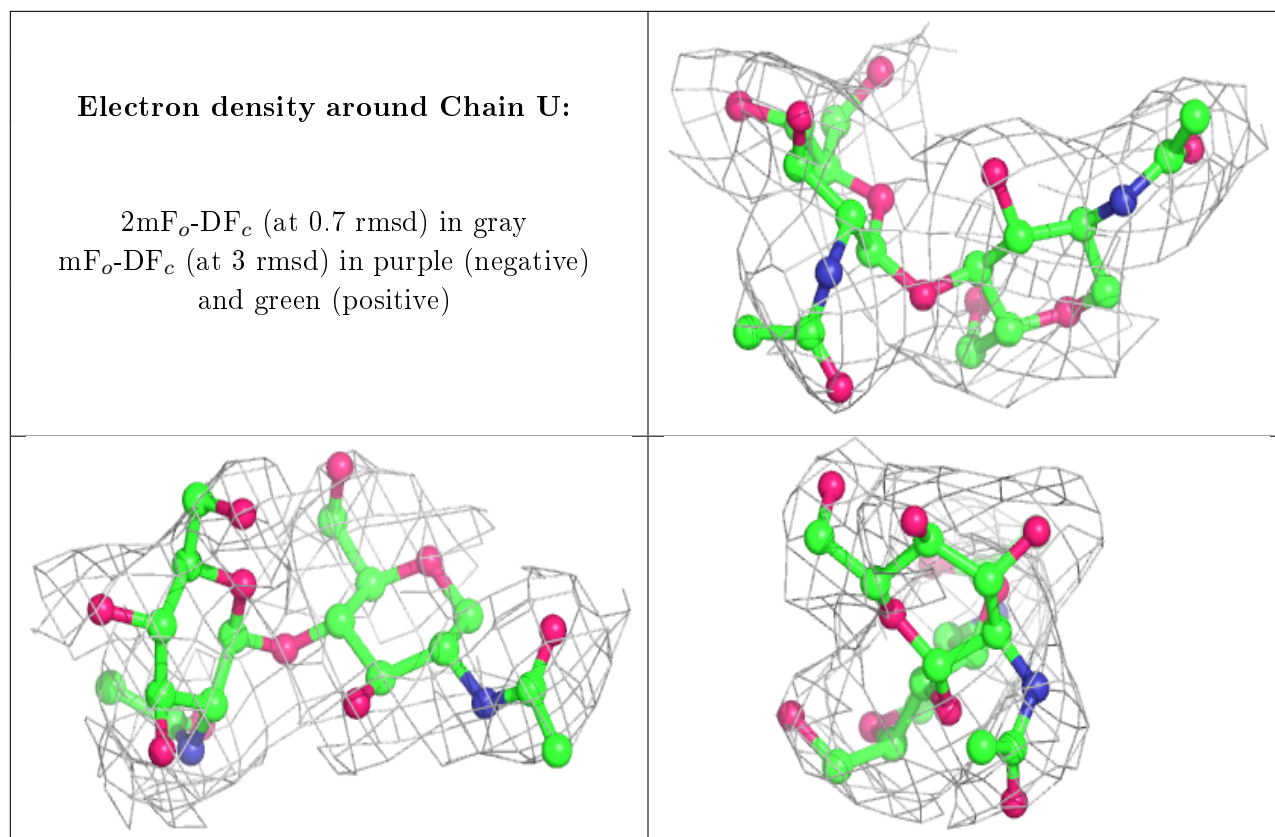 Electron density around Chain U:
2mFₒ-DF𝒸 (at 0.7 rmsd) in gray
mFₒ-DF𝒸 (at 3 rmsd) in purple (negative)
and green (positive)